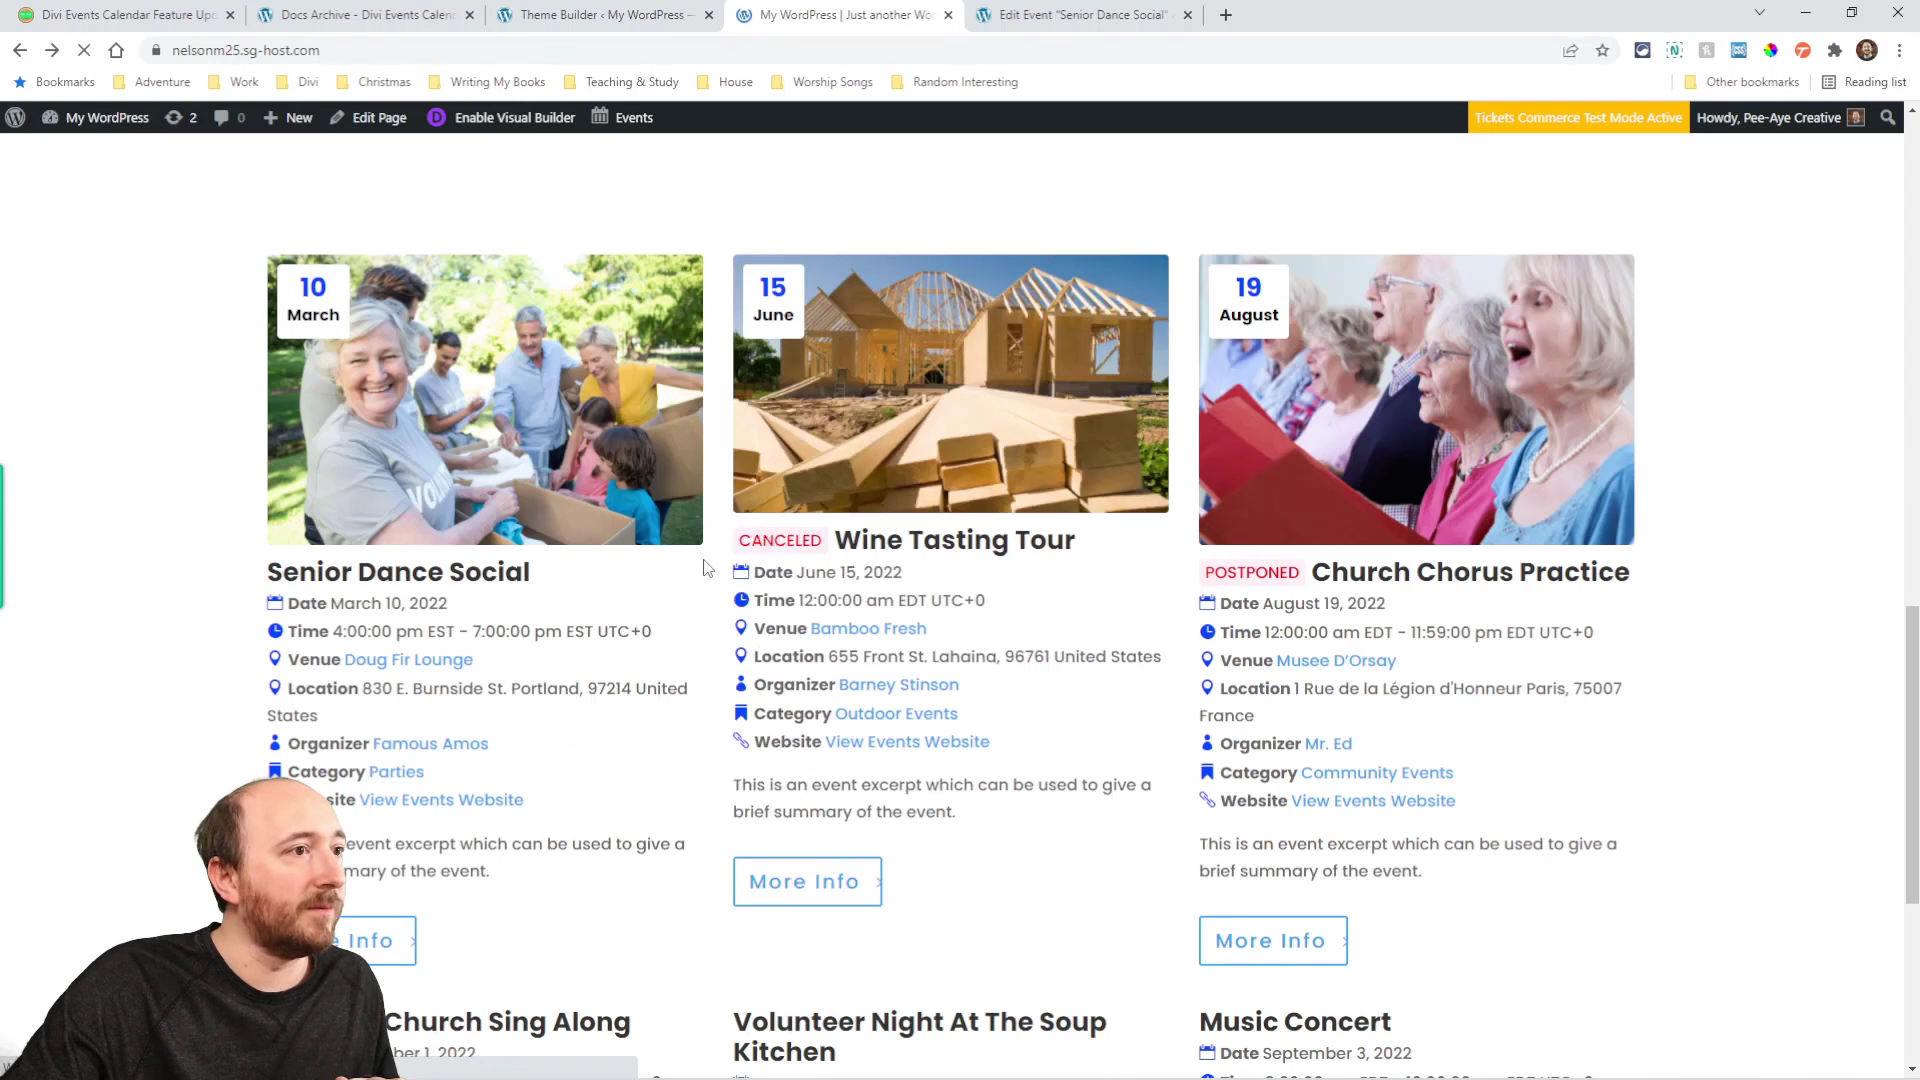 Divi Events Calendar Feature Up
Docs Archive - Divi Events Calen
Theme Builder ‹ My WordPress —
My WordPress | Just another Wo
Edit Event "Senior Dance Social"
nelsonm25.sg-host.com
Bookmarks
Adventure
Work
Divi
Christmas
Writing My Books
Teaching & Study
House
Worship Songs
Random Interesting
Other bookmarks
Reading list
My WordPress
2
0
New
Edit Page
D
Enable Visual Builder
Events
Tickets Commerce Test Mode Active
Howdy, Pee-Aye Creative
10
March
Senior Dance Social
Date March 10, 2022
Time 4:00:00 pm EST - 7:00:00 pm EST UTC+0
Venue Doug Fir Lounge
Location 830 E. Burnside St. Portland, 97214 United
States
Organizer Famous Amos
Category Parties
site View Events Website
event excerpt which can be used to give a
mary of the event.
e Info
15
June
CANCELED Wine Tasting Tour
Date June 15, 2022
Time 12:00:00 am EDT UTC+0
Venue Bamboo Fresh
Location 655 Front St. Lahaina, 96761 United States
Organizer Barney Stinson
Category Outdoor Events
Website View Events Website
This is an event excerpt which can be used to give a
brief summary of the event.
More Info
19
August
POSTPONED Church Chorus Practice
Date August 19, 2022
Time 12:00:00 am EDT - 11:59:00 pm EDT UTC+0
Venue Musee D'Orsay
Location 1 Rue de la Légion d'Honneur Paris, 75007
France
Organizer Mr. Ed
Category Community Events
Website View Events Website
This is an event excerpt which can be used to give a
brief summary of the event.
More Info
Church Sing Along
ber 1, 2022
Volunteer Night At The Soup
Kitchen
Music Concert
Date September 3, 2022